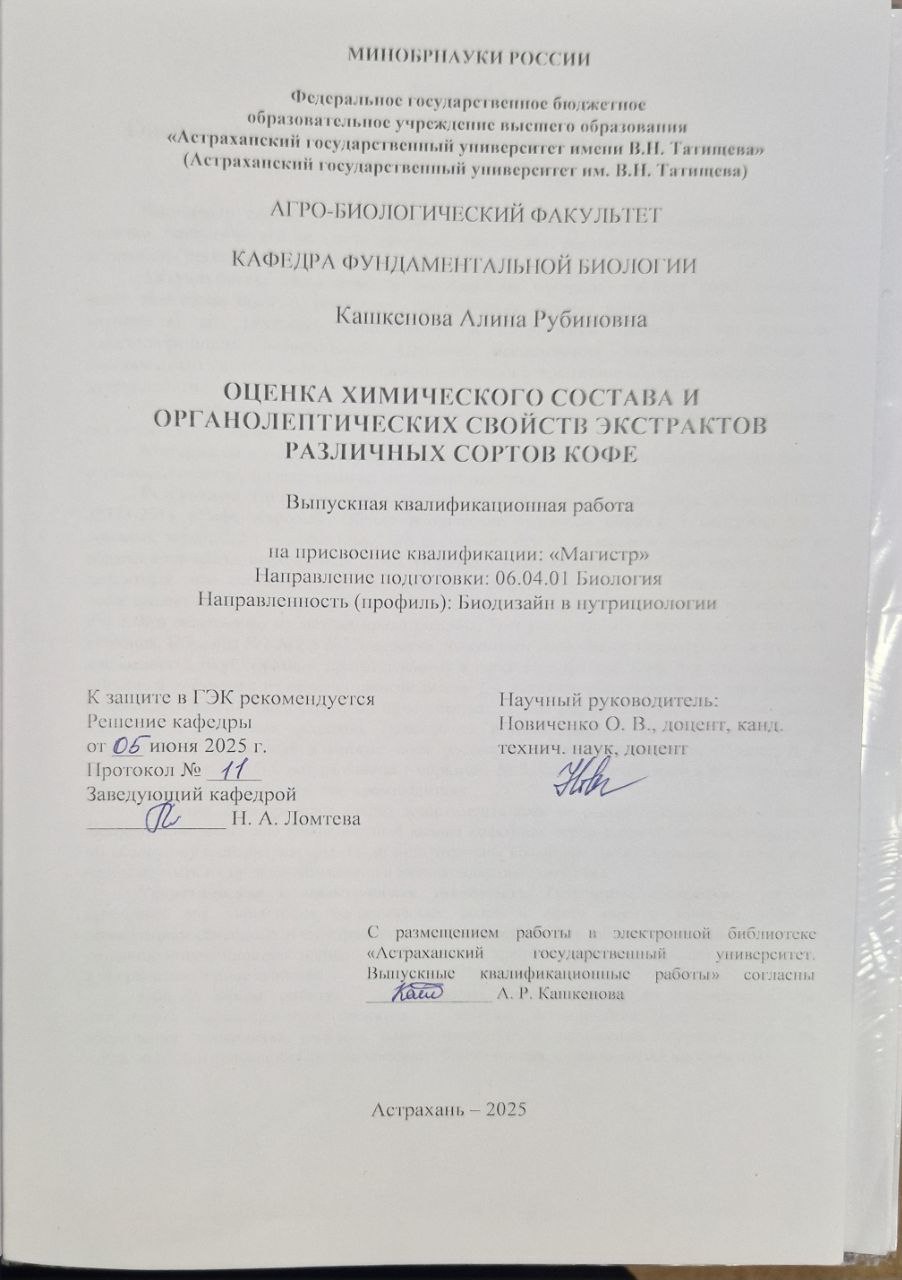 МИНОБРНАУКИ РОССИИ
Федеральное государственное бюджетное
образовательное учреждение высшего образования
«Астраханский государственный университет имени В.Н. Татищева»
(Астраханский государственный университет им. В.Н. Татищева)
АГРО-БИОЛОГИЧЕСКИЙ ФАКУЛЬТЕТ
КАФЕДРА ФУНДАМЕНТАЛЬНОЙ БИОЛОГИИ
Кашкенова Алина Рубиновна
ОЦЕНКА ХИМИЧЕСКОГО СОСТАВА И
ОРГАНОЛЕПТИЧЕСКИХ СВОЙСТВ ЭКСТРАКТОВ
РАЗЛИЧНЫХ СОРТОВ КОФЕ
Выпускная квалификационная работа
на присвоение квалификации: «Магистр»
Направление подготовки: 06.04.01 Биология
Направленность (профиль): Биодизайн в нутрициологии
К защите в ГЭК рекомендуется
Решение кафедры
от 05 июня 2025 г.
Протокол № 11
Заведующий кафедрой
Н. А. Ломтева
Научный руководитель:
Новиченко О. В., доцент, канд.
технич. наук, доцент
С размещением работы в электронной библиотеке
«Астраханский государственный университет.
Выпускные квалификационные работы» согласны
А. Р. Кашкенова
Астрахань – 2025